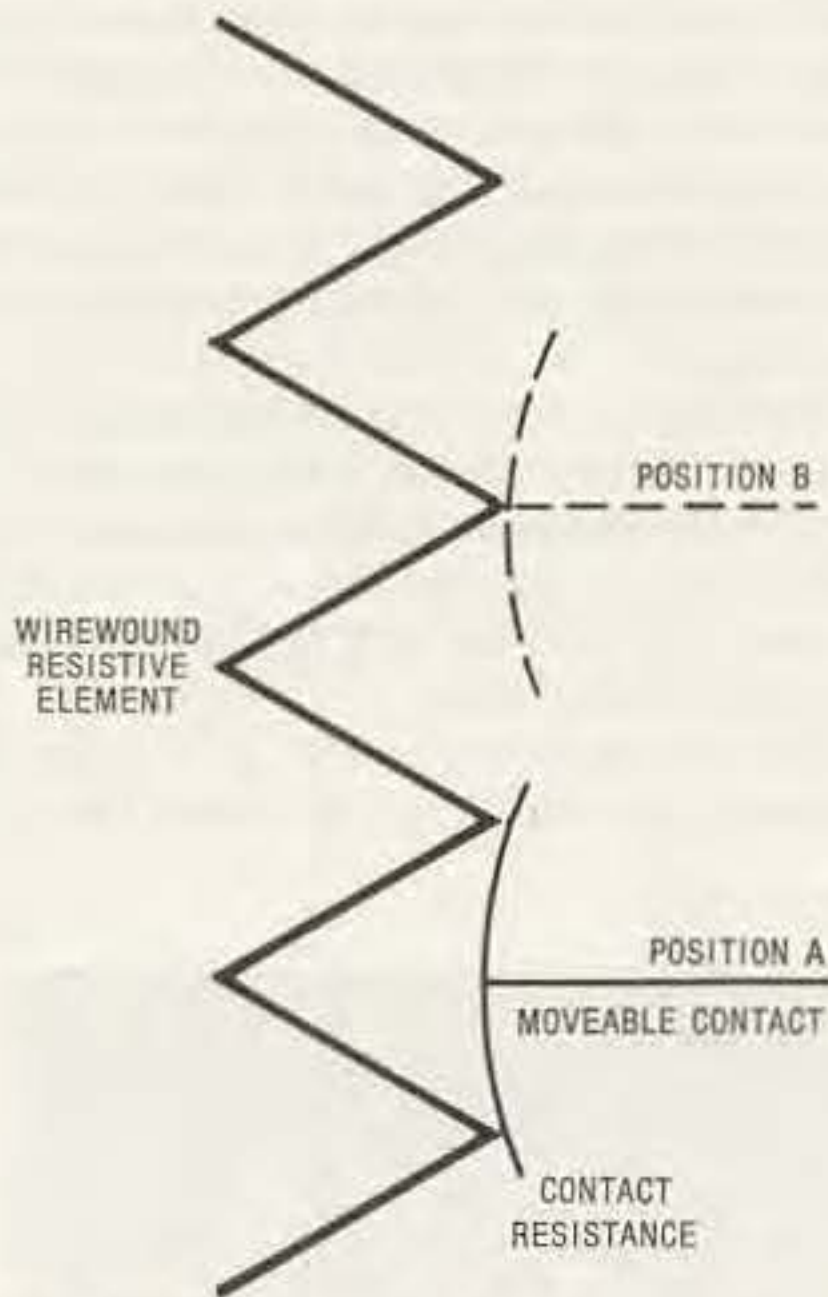 POSITION B
WIREWOUND
RESISTIVE
ELEMENT
POSITION A
MOVEABLE CONTACT
CONTACT
RESISTANCE